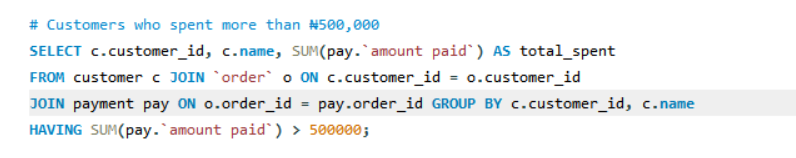 # Customers who spent more than ₦500,000
SELECT c.customer_id, c.name, SUM(pay.`amount paid`) AS total_spent
FROM customer c JOIN `order` o ON c.customer_id = o.customer_id
JOIN payment pay ON o.order_id = pay.order_id GROUP BY c.customer_id, c.name
HAVING SUM(pay.`amount paid`) > 500000;